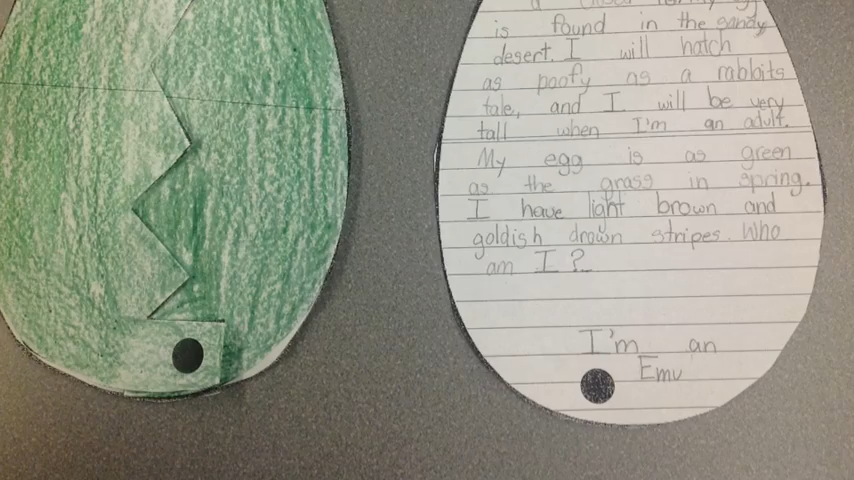 is found in the sandy
desert. I will hatch
as poofy as a rabbits
tale, and I will be very
tall when I'm an adult.
My egg is as green
as the grass in spring.
I have light brown and
goldish drown stripes. Who
am I?
I'm an
Emu